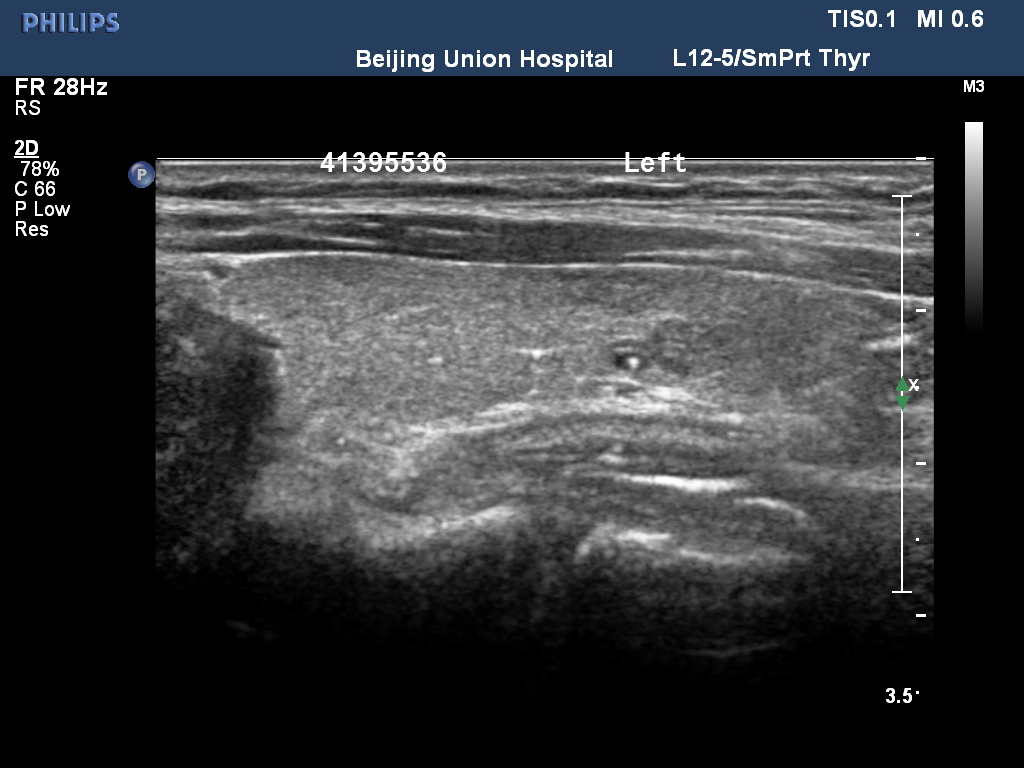 PHILIPS
TIS0.1 MI 0.6
Beijing Union Hospital L12-5/SmPrt Thyr
FR 28Hz
RS
M3
2D
78%
C 66
P Low
Res
P
41395536 Left
x
3.5